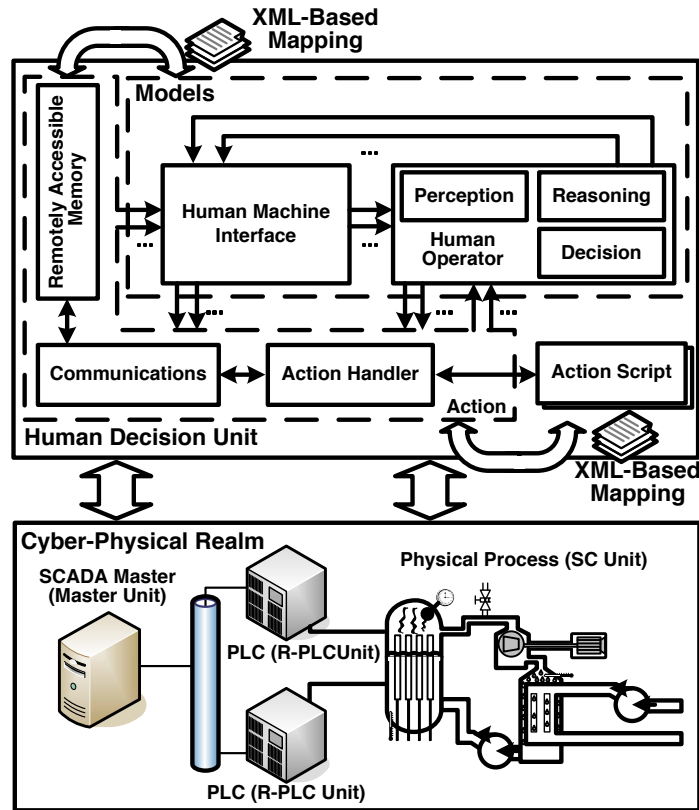 XML-Based
Mapping
Models
Remotely Accessible
Memory
...
Human Machine
Interface
Perception
Reasoning
Human
Operator
Decision
...
...
...
...
...
Communications
Action Handler
Action Script
Action
Human Decision Unit
XML-Based
Mapping
Cyber-Physical Realm
SCADA Master
(Master Unit)
Physical Process (SC Unit)
PLC (R-PLCUnit)
PLC (R-PLC Unit)